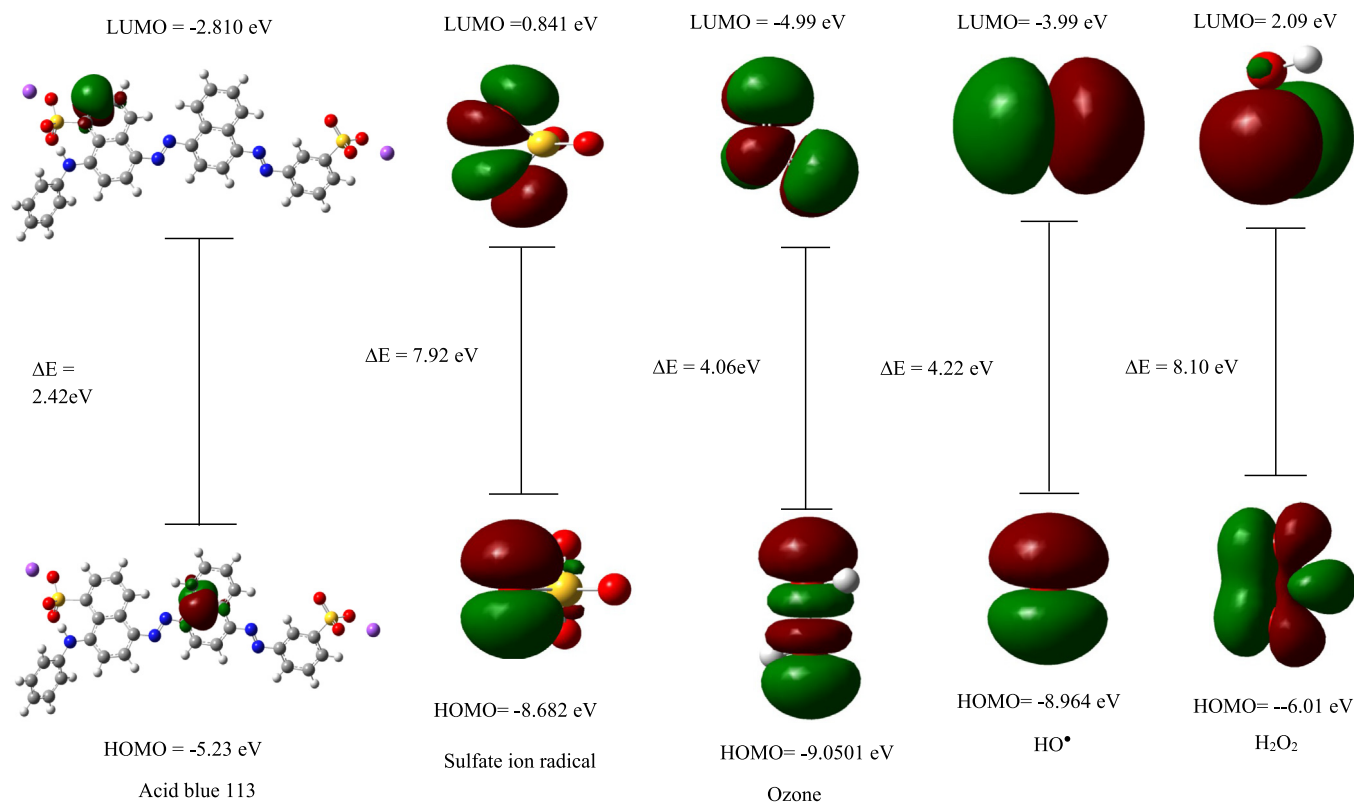 LUMO = -2.810 eV
LUMO =0.841 eV
LUMO = -4.99 eV
LUMO= -3.99 eV
LUMO= 2.09 eV
ΔE =
2.42eV
ΔE = 7.92 eV
ΔE = 4.06eV
ΔE = 4.22 eV
ΔE = 8.10 eV
HOMO = -5.23 eV
Acid blue 113
HOMO= -8.682 eV
Sulfate ion radical
HOMO= -9.0501 eV
Ozone
HOMO= -8.964 eV
HO•
HOMO= --6.01 eV
H₂O₂